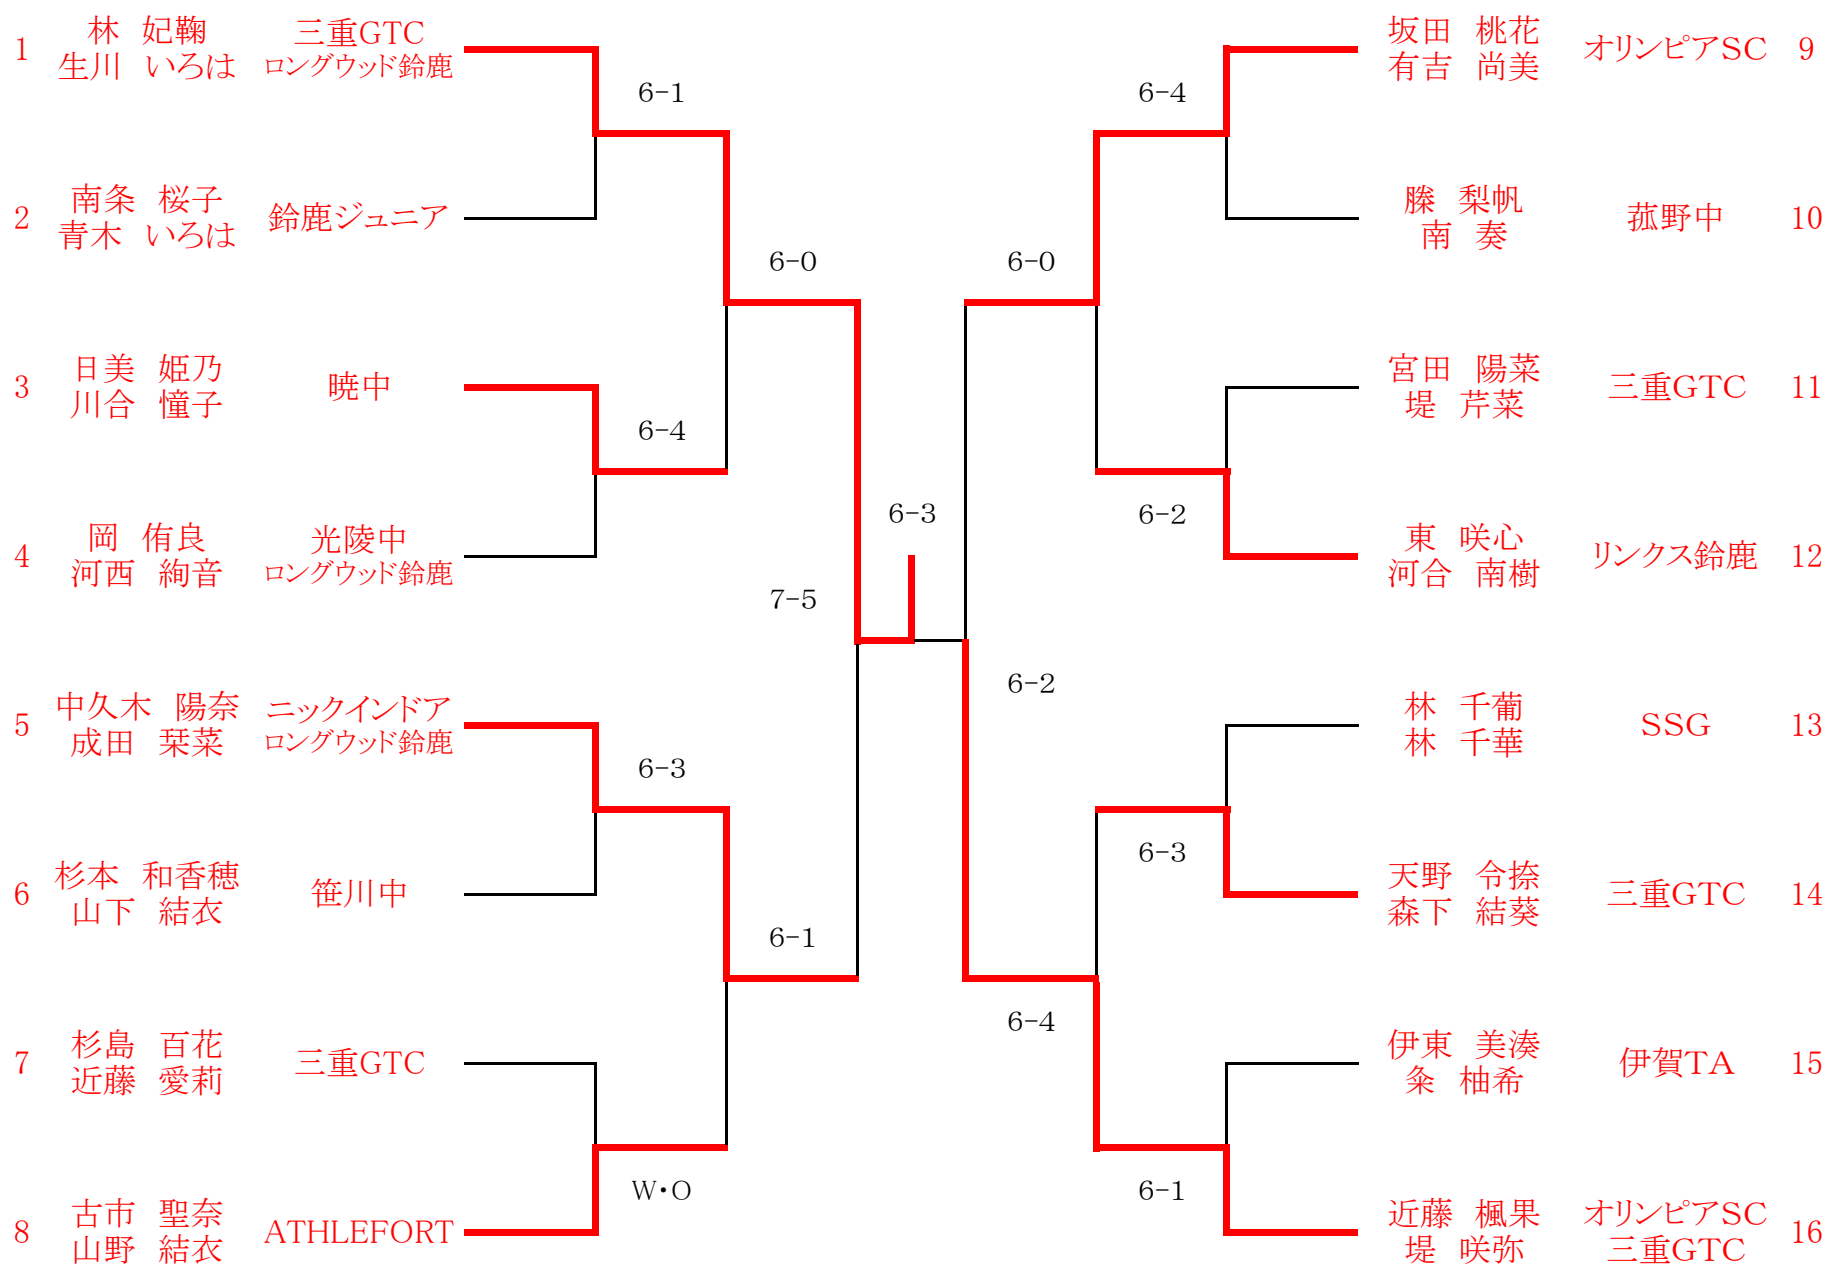 1 林 妃鞠 三重GTC
生川 いろは ロングウッド鈴鹿
6-1
2 南条 桜子 鈴鹿ジュニア
青木 いろは
6-0
3 日美 姫乃 暁中
川合 憧子
6-4
4 岡 侑良 光陵中
河西 絢音 ロングウッド鈴鹿
7-5
5 中久木 陽奈 ニックインドア
成田 栞菜 ロングウッド鈴鹿
6-3
6 杉本 和香穂 笹川中
山下 結衣
6-1
7 杉島 百花 三重GTC
近藤 愛莉
W・O
8 古市 聖奈 ATHLEFORT
山野 結衣
6-3
坂田 桃花 オリンピアSC 9
有吉 尚美
6-4
滕 梨帆 菰野中 10
南 奏
6-0
宮田 陽菜 三重GTC 11
堤 芹菜
6-2
東 咲心 リンクス鈴鹿 12
河合 南樹
6-2
林 千葡 SSG 13
林 千華
6-3
天野 令捺 三重GTC 14
森下 結葵
6-4
伊東 美湊 伊賀TA 15
粂 柚希
6-1
近藤 楓果 オリンピアSC 16
堤 咲弥 三重GTC